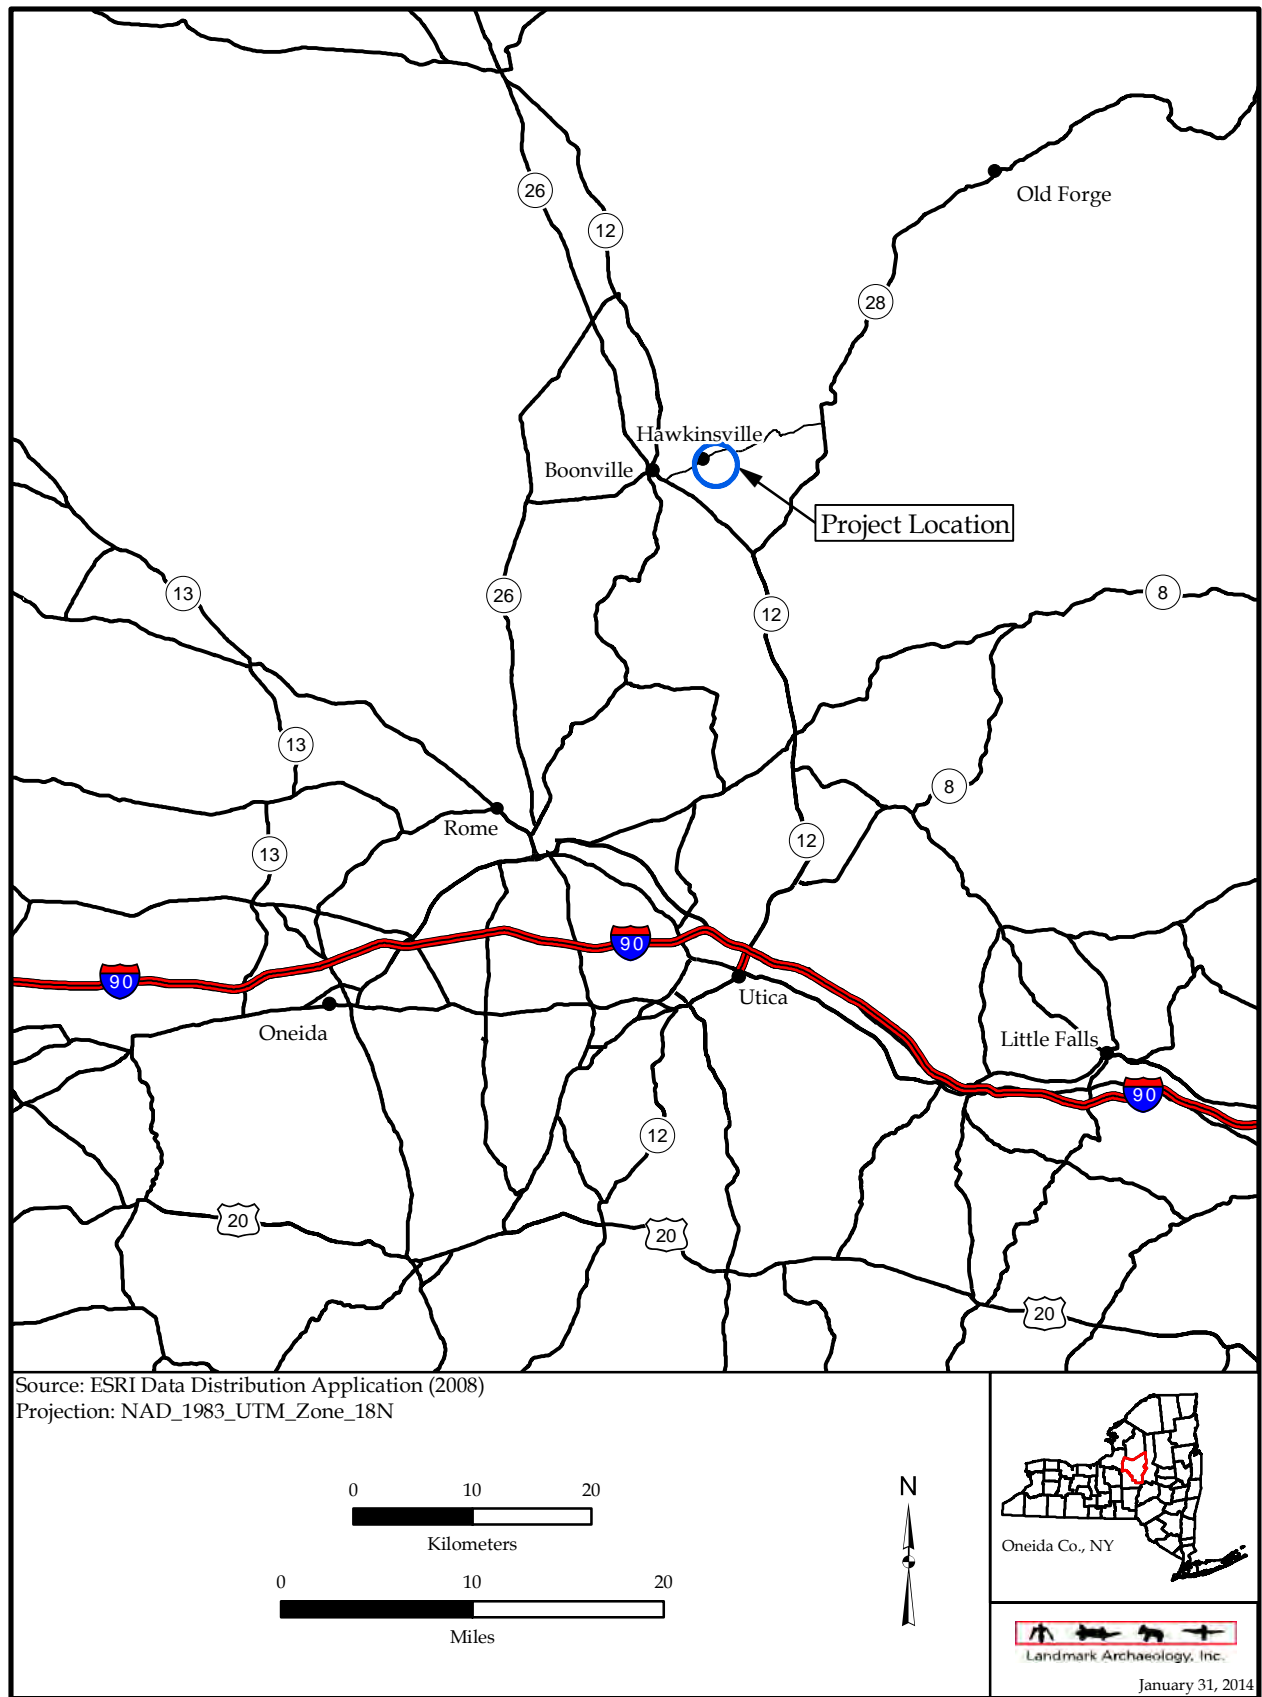 26
12
Old Forge
28
Hawkinsville
Boonville
Project Location
13
26
12
8
13
8
Rome
12
13
90
90
Utica
Oneida
Little Falls
90
12
20
20
20
Source: ESRI Data Distribution Application (2008)
Projection: NAD_1983_UTM_Zone_18N
0 10 20
Kilometers
0 10 20
Miles
N
Oneida Co., NY
Landmark Archaeology, Inc.
January 31, 2014